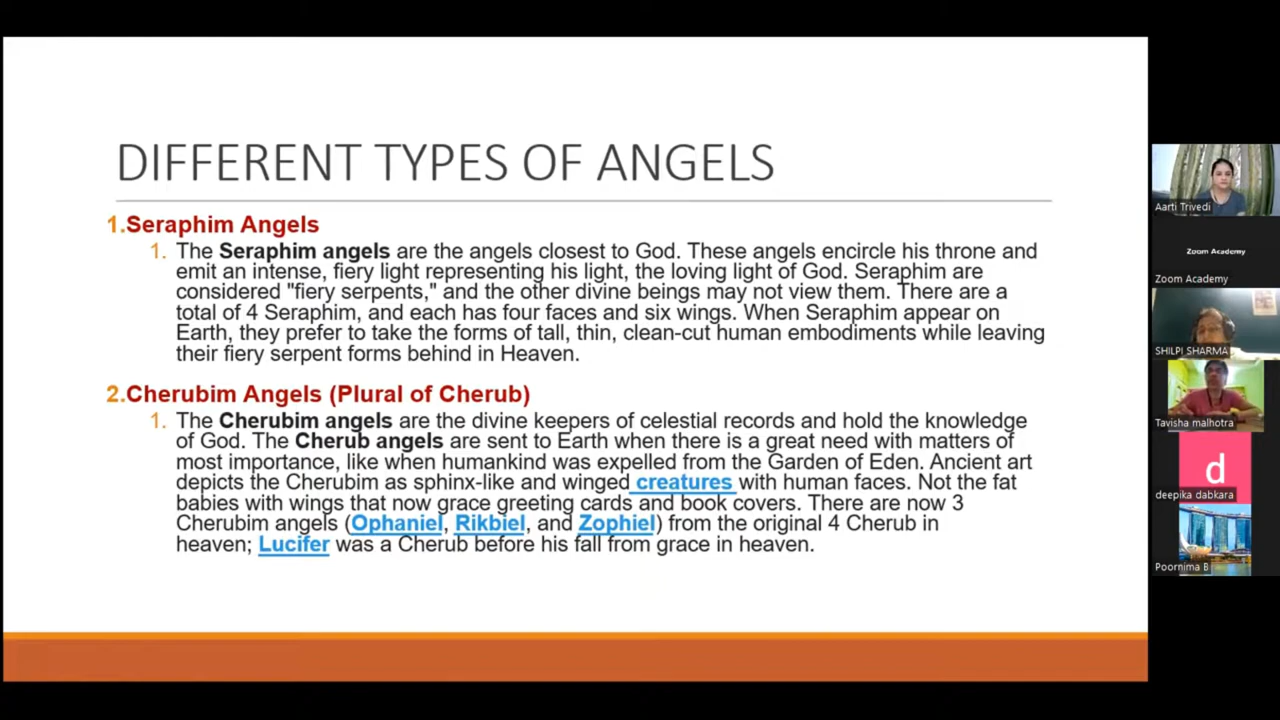 DIFFERENT TYPES OF ANGELS
1.Seraphim Angels
1. The Seraphim angels are the angels closest to God. These angels encircle his throne and
emit an intense, fiery light representing his light, the loving light of God. Seraphim are
considered "fiery serpents," and the other divine beings may not view them. There are a
total of 4 Seraphim, and each has four faces and six wings. When Seraphim appear on
Earth, they prefer to take the forms of tall, thin, clean-cut human embodiments while leaving
their fiery serpent forms behind in Heaven.
2.Cherubim Angels (Plural of Cherub)
1. The Cherubim angels are the divine keepers of celestial records and hold the knowledge
of God. The Cherub angels are sent to Earth when there is a great need with matters of
most importance, like when humankind was expelled from the Garden of Eden. Ancient art
depicts the Cherubim as sphinx-like and winged creatures with human faces. Not the fat
babies with wings that now grace greeting cards and book covers. There are now 3
Cherubim angels (Ophaniel, Rikbiel, and Zophiel) from the original 4 Cherub in
heaven; Lucifer was a Cherub before his fall from grace in heaven.
Aarti Trivedi
Zoom Academy
Zoom Academy
SHILPI SHARMA
Tavisha malhotra
d
deepika dabkara
Poornima B